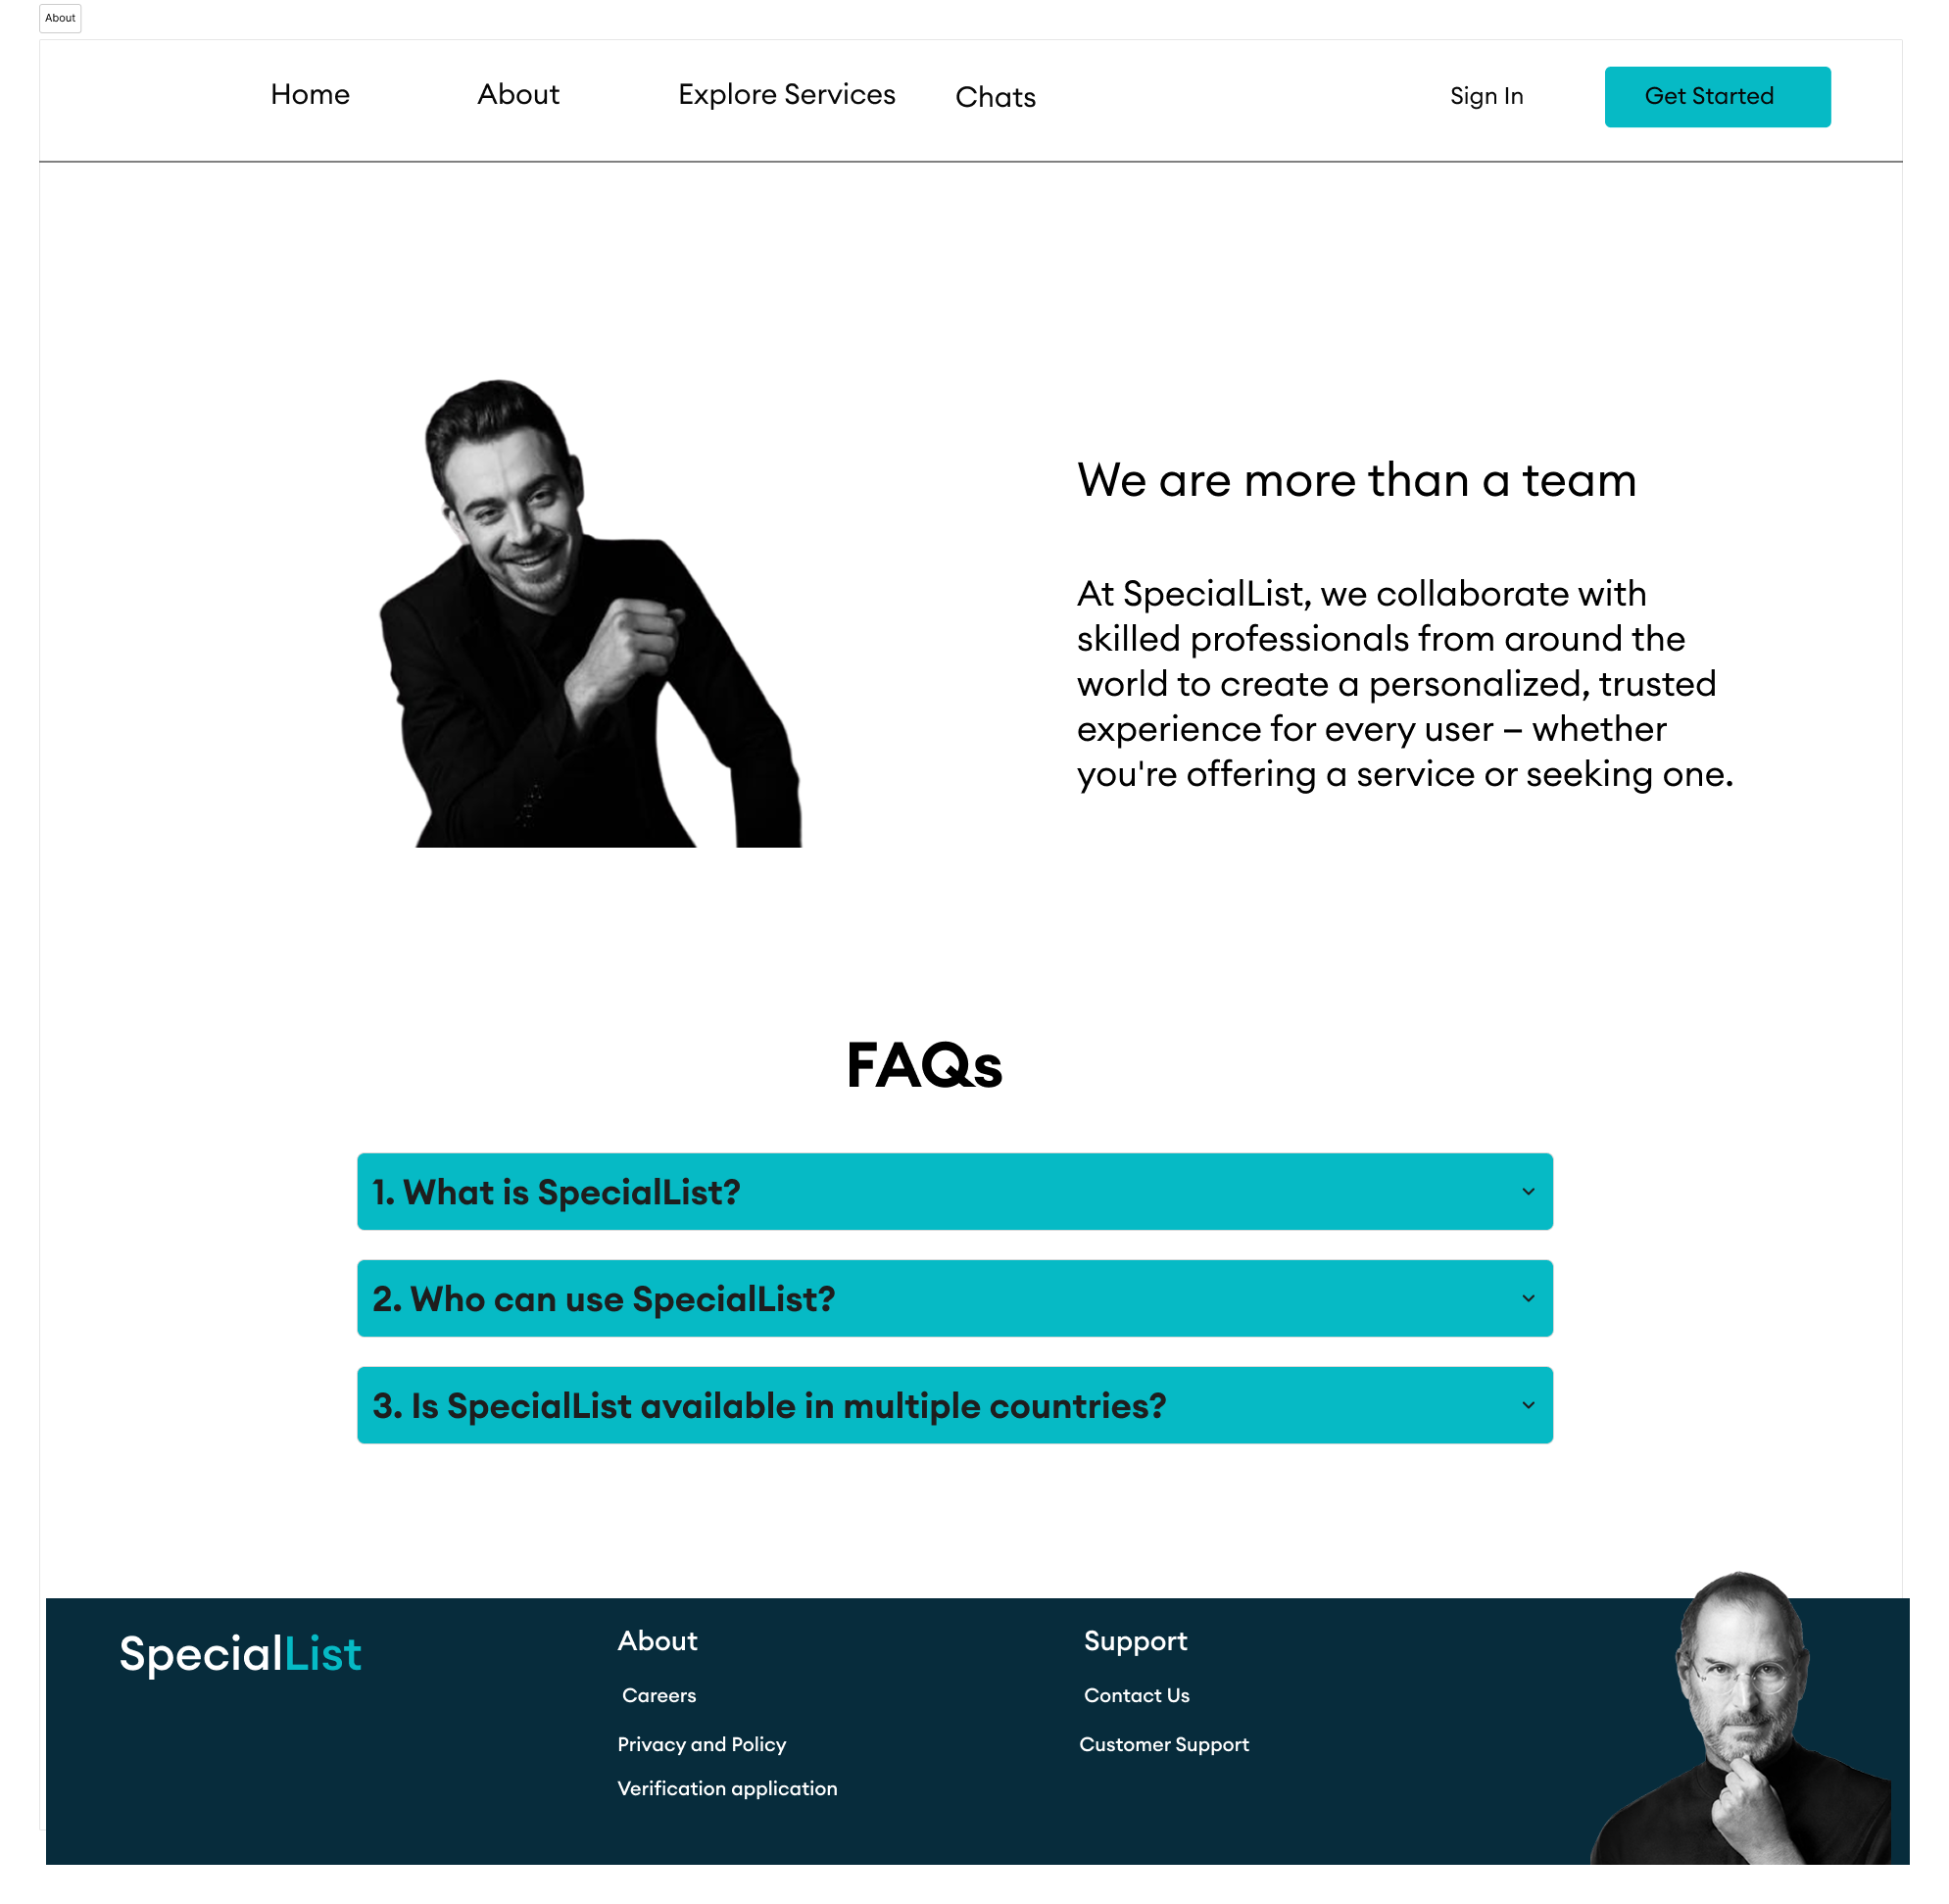 About
Home About Explore Services Chats Sign In Get Started
We are more than a team
At SpecialList, we collaborate with
skilled professionals from around the
world to create a personalized, trusted
experience for every user – whether
you're offering a service or seeking one.
FAQs
1. What is SpecialList?
2. Who can use SpecialList?
3. Is SpecialList available in multiple countries?
SpecialList
About
Careers
Privacy and Policy
Verification application
Support
Contact Us
Customer Support